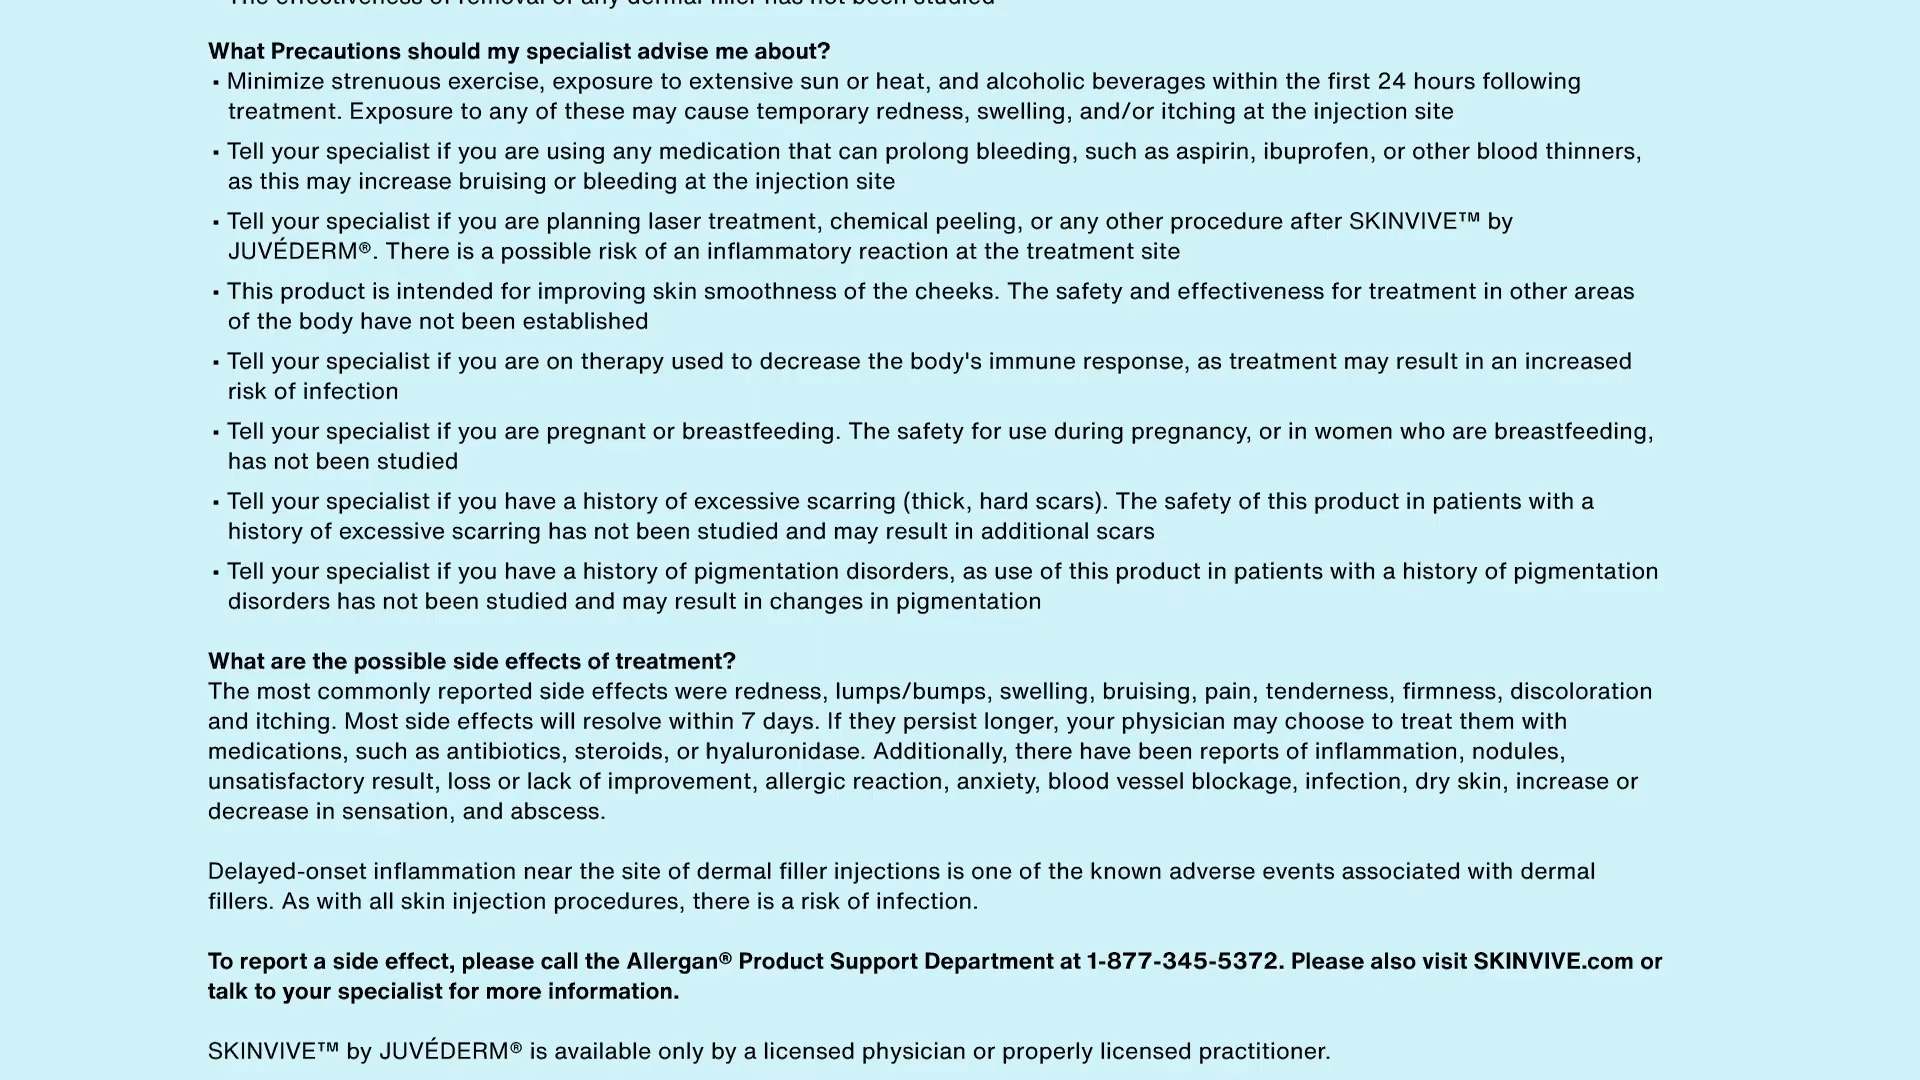 The effectiveness of removal of any dermal filler has not been studied
What Precautions should my specialist advise me about?
▪ Minimize strenuous exercise, exposure to extensive sun or heat, and alcoholic beverages within the first 24 hours following
treatment. Exposure to any of these may cause temporary redness, swelling, and/or itching at the injection site
▪ Tell your specialist if you are using any medication that can prolong bleeding, such as aspirin, ibuprofen, or other blood thinners,
as this may increase bruising or bleeding at the injection site
▪ Tell your specialist if you are planning laser treatment, chemical peeling, or any other procedure after SKINVIVE™ by
JUVÉDERM®. There is a possible risk of an inflammatory reaction at the treatment site
▪ This product is intended for improving skin smoothness of the cheeks. The safety and effectiveness for treatment in other areas
of the body have not been established
▪ Tell your specialist if you are on therapy used to decrease the body's immune response, as treatment may result in an increased
risk of infection
▪ Tell your specialist if you are pregnant or breastfeeding. The safety for use during pregnancy, or in women who are breastfeeding,
has not been studied
▪ Tell your specialist if you have a history of excessive scarring (thick, hard scars). The safety of this product in patients with a
history of excessive scarring has not been studied and may result in additional scars
▪ Tell your specialist if you have a history of pigmentation disorders, as use of this product in patients with a history of pigmentation
disorders has not been studied and may result in changes in pigmentation
What are the possible side effects of treatment?
The most commonly reported side effects were redness, lumps/bumps, swelling, bruising, pain, tenderness, firmness, discoloration
and itching. Most side effects will resolve within 7 days. If they persist longer, your physician may choose to treat them with
medications, such as antibiotics, steroids, or hyaluronidase. Additionally, there have been reports of inflammation, nodules,
unsatisfactory result, loss or lack of improvement, allergic reaction, anxiety, blood vessel blockage, infection, dry skin, increase or
decrease in sensation, and abscess.
Delayed-onset inflammation near the site of dermal filler injections is one of the known adverse events associated with dermal
fillers. As with all skin injection procedures, there is a risk of infection.
To report a side effect, please call the Allergan® Product Support Department at 1-877-345-5372. Please also visit SKINVIVE.com or
talk to your specialist for more information.
SKINVIVE™ by JUVÉDERM® is available only by a licensed physician or properly licensed practitioner.